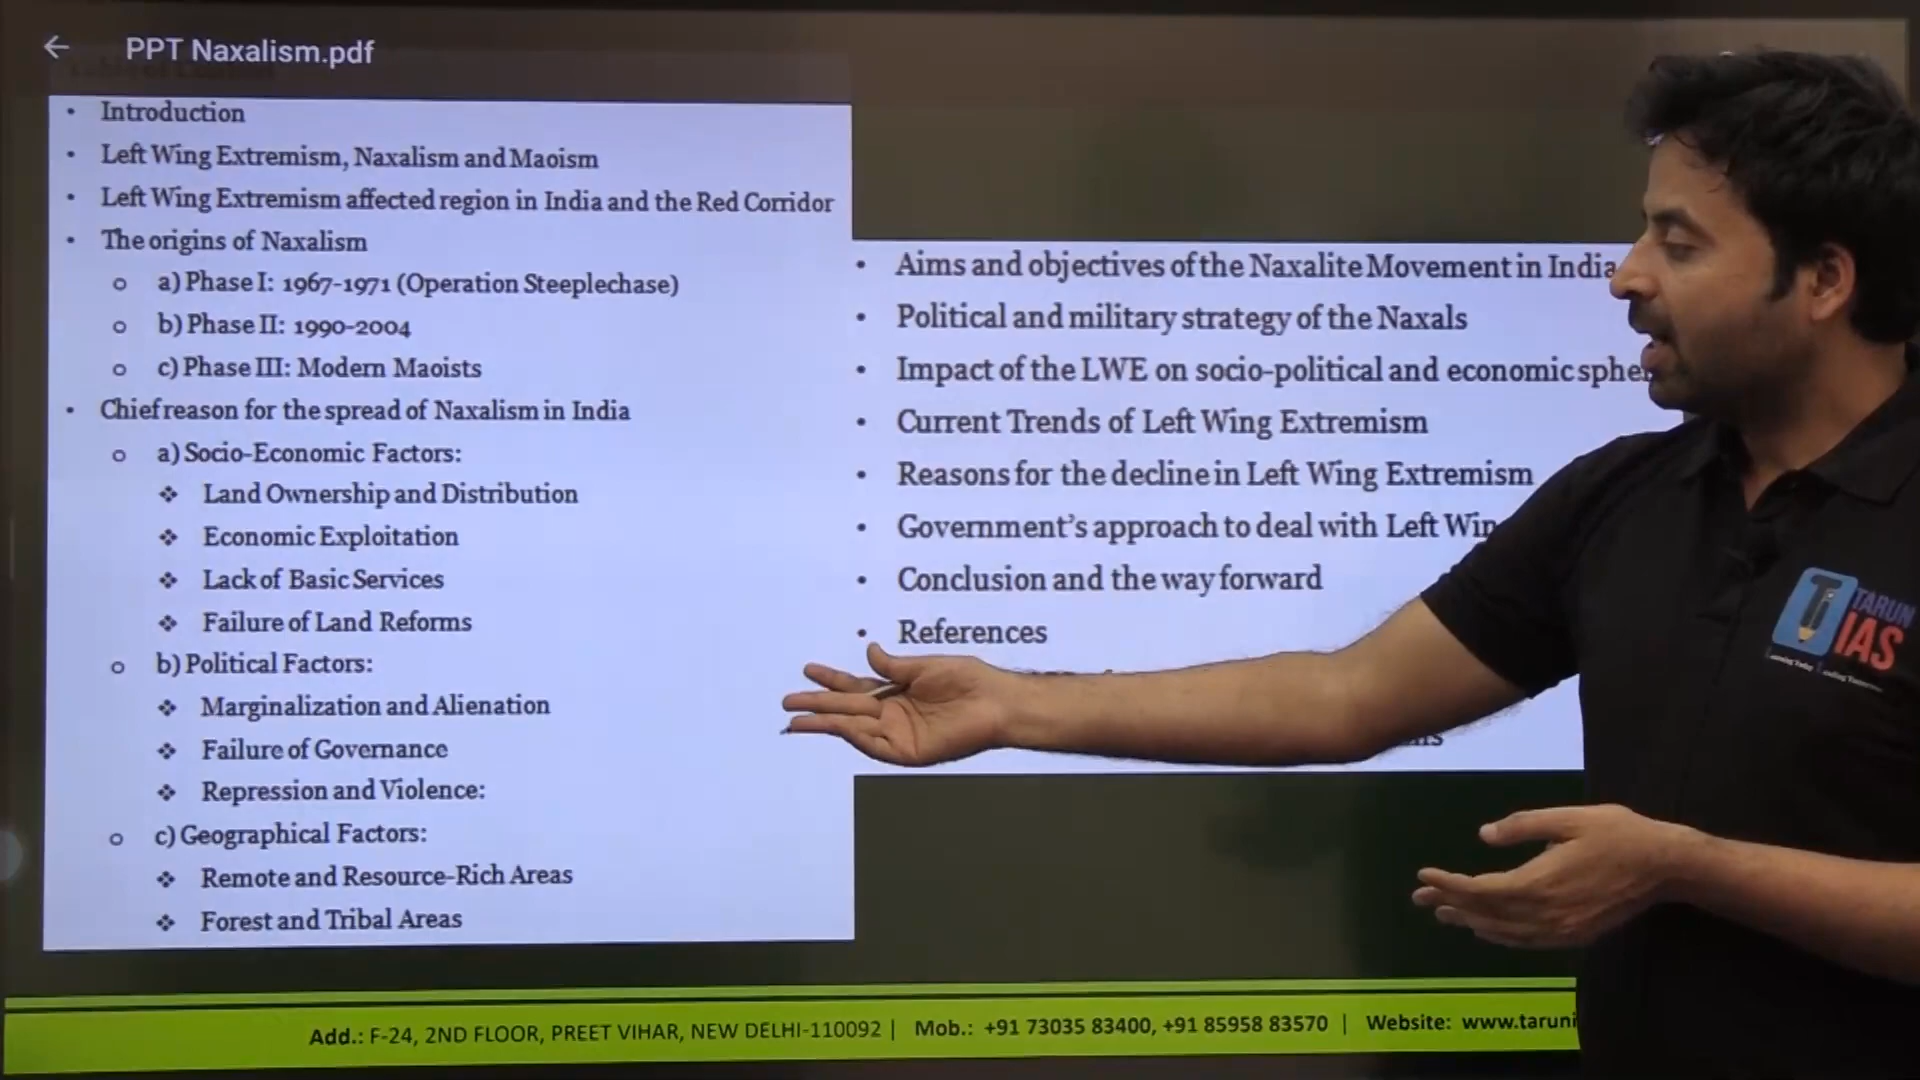 PPT Naxalism.pdf
• Introduction
• Left Wing Extremism, Naxalism and Maoism
• Left Wing Extremism affected region in India and the Red Corridor
• The origins of Naxalism
o a) Phase I: 1967-1971 (Operation Steeplechase)
o b) Phase II: 1990-2004
o c) Phase III: Modern Maoists
• Chief reason for the spread of Naxalism in India
o a) Socio-Economic Factors:
❖ Land Ownership and Distribution
❖ Economic Exploitation
❖ Lack of Basic Services
❖ Failure of Land Reforms
o b) Political Factors:
❖ Marginalization and Alienation
❖ Failure of Governance
❖ Repression and Violence:
o c) Geographical Factors:
❖ Remote and Resource-Rich Areas
❖ Forest and Tribal Areas
• Aims and objectives of the Naxalite Movement in India
• Political and military strategy of the Naxals
• Impact of the LWE on socio-political and economic
• Current Trends of Left Wing Extremism
• Reasons for the decline in Left Wing Extremism
• Government's approach to deal with Left
• Conclusion and the way forward
• References
TARUN
IAS
Add.: F-24, 2ND FLOOR, PREET VIHAR, NEW DELHI-110092 | Mob.: +91 73035 83400, +91 85958 83570 | Website: www.taruni